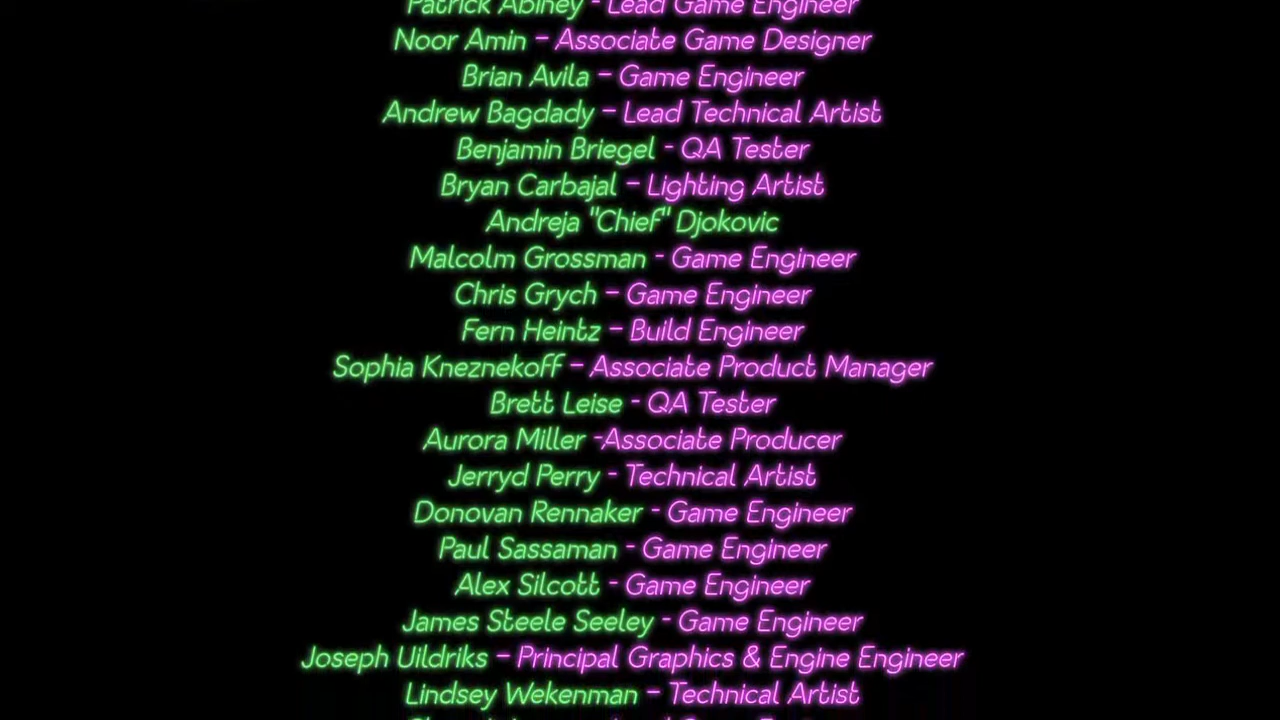 Patrick Abiney - Lead Game Engineer
Noor Amin – Associate Game Designer
Brian Avila – Game Engineer
Andrew Bagdady – Lead Technical Artist
Benjamin Briegel - QA Tester
Bryan Carbajal – Lighting Artist
Andreja "Chief" Djokovic
Malcolm Grossman - Game Engineer
Chris Grych – Game Engineer
Fern Heintz – Build Engineer
Sophia Kneznekoff – Associate Product Manager
Brett Leise - QA Tester
Aurora Miller -Associate Producer
Jerryd Perry - Technical Artist
Donovan Rennaker - Game Engineer
Paul Sassaman - Game Engineer
Alex Silcott - Game Engineer
James Steele Seeley - Game Engineer
Joseph Uildriks – Principal Graphics & Engine Engineer
Lindsey Wekenman – Technical Artist